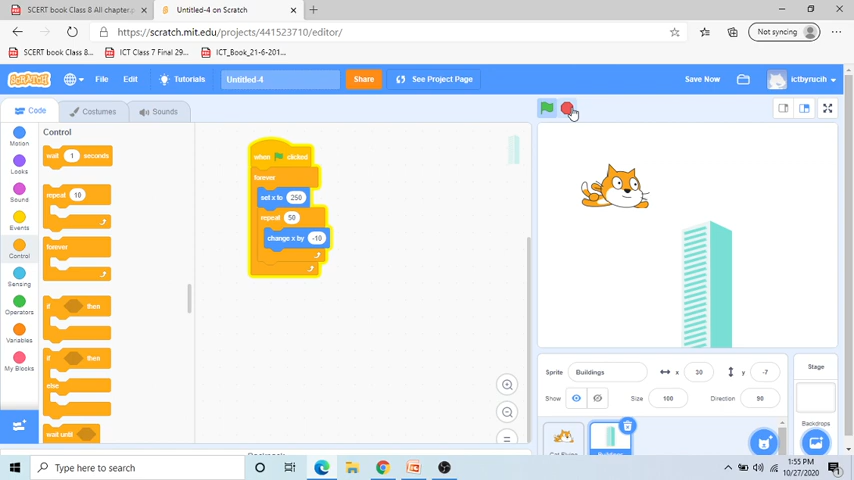 SCERT book Class 8 All chapter.p
Untitled-4 on Scratch
https://scratch.mit.edu/projects/441523710/editor/
Not syncing
SCERT book Class 8...
ICT Class 7 Final 29...
ICT_Book_21-6-201...
SCRATCH
File
Edit
Tutorials
Untitled-4
Share
See Project Page
Save Now
ictbyrucih
Code
Costumes
Sounds
Motion
Looks
Sound
Events
Control
Sensing
Operators
Variables
My Blocks
Control
wait 1 seconds
repeat 10
forever
if then
if then
else
wait until
when clicked
forever
set x to 250
repeat 50
change x by -10
Sprite Buildings x 30 y -7
Show Size 100 Direction 90
Buildings
Stage
Backdrops
Type here to search
1:55 PM
10/27/2020